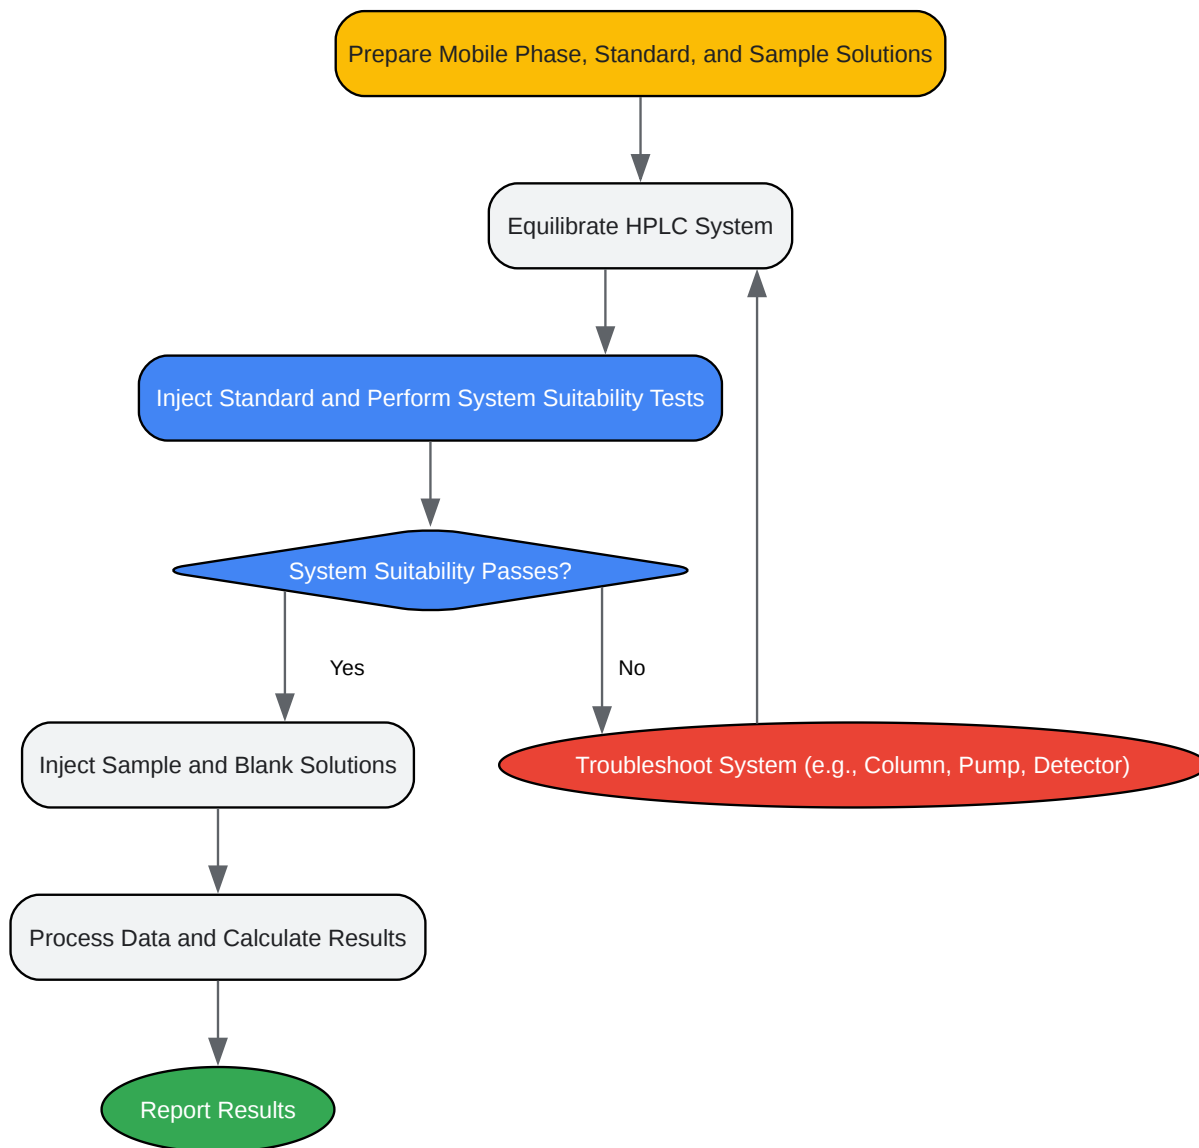 Prepare Mobile Phase, Standard, and Sample Solutions
Equilibrate HPLC System
Inject Standard and Perform System Suitability Tests
System Suitability Passes?
Yes
No
Inject Sample and Blank Solutions
Troubleshoot System (e.g., Column, Pump, Detector)
Process Data and Calculate Results
Report Results